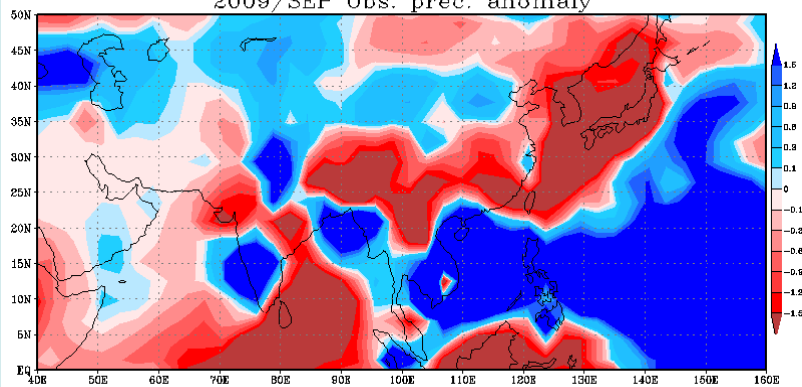 2009/SEP Obs. prec. anomaly
50N
45N
40N
35N
30N
25N
20N
15N
10N
5N
EQ
40E 50E 60E 70E 80E 90E 100E 110E 120E 130E 140E 150E 160E
1.5
1.2
0.9
0.6
0.3
0.1
0
-0.1
-0.3
-0.6
-0.9
-1.2
-1.5